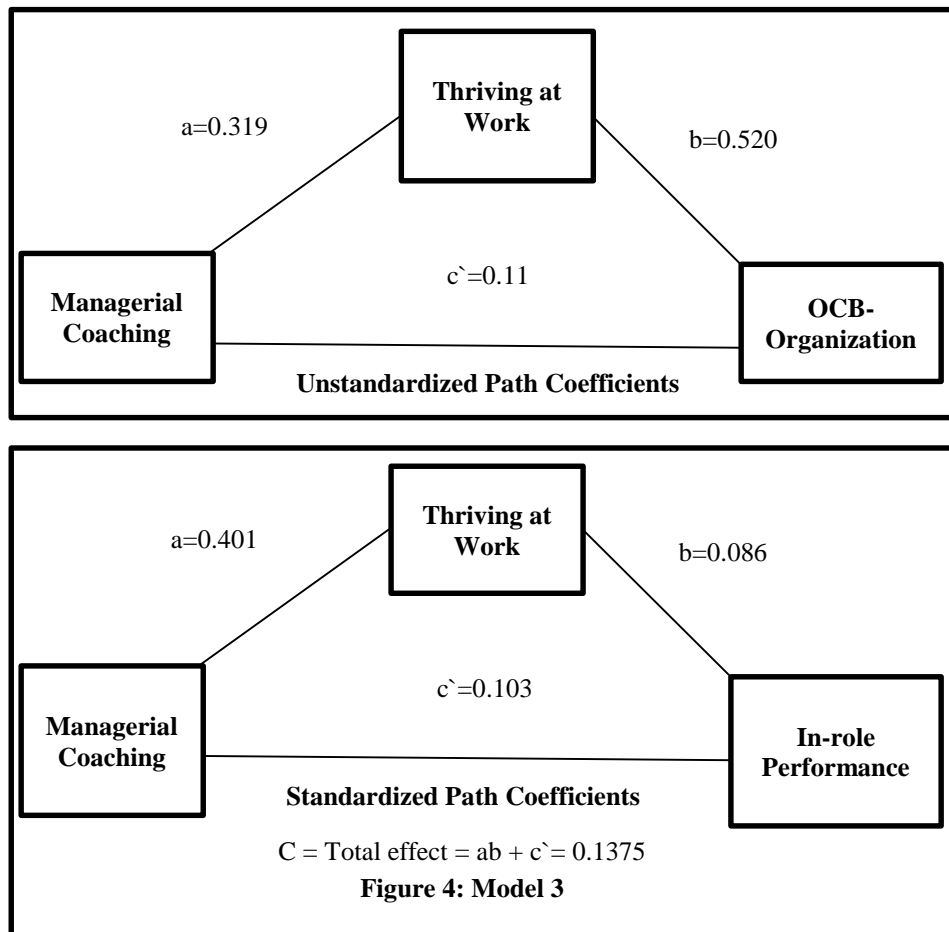 Thriving at
Work
a=0.319
b=0.520
c`=0.11
Managerial
Coaching
OCB-
Organization
Unstandardized Path Coefficients
Thriving at
Work
a=0.401
b=0.086
c`=0.103
Managerial
Coaching
In-role
Performance
Standardized Path Coefficients
C = Total effect = ab + c`= 0.1375
Figure 4: Model 3